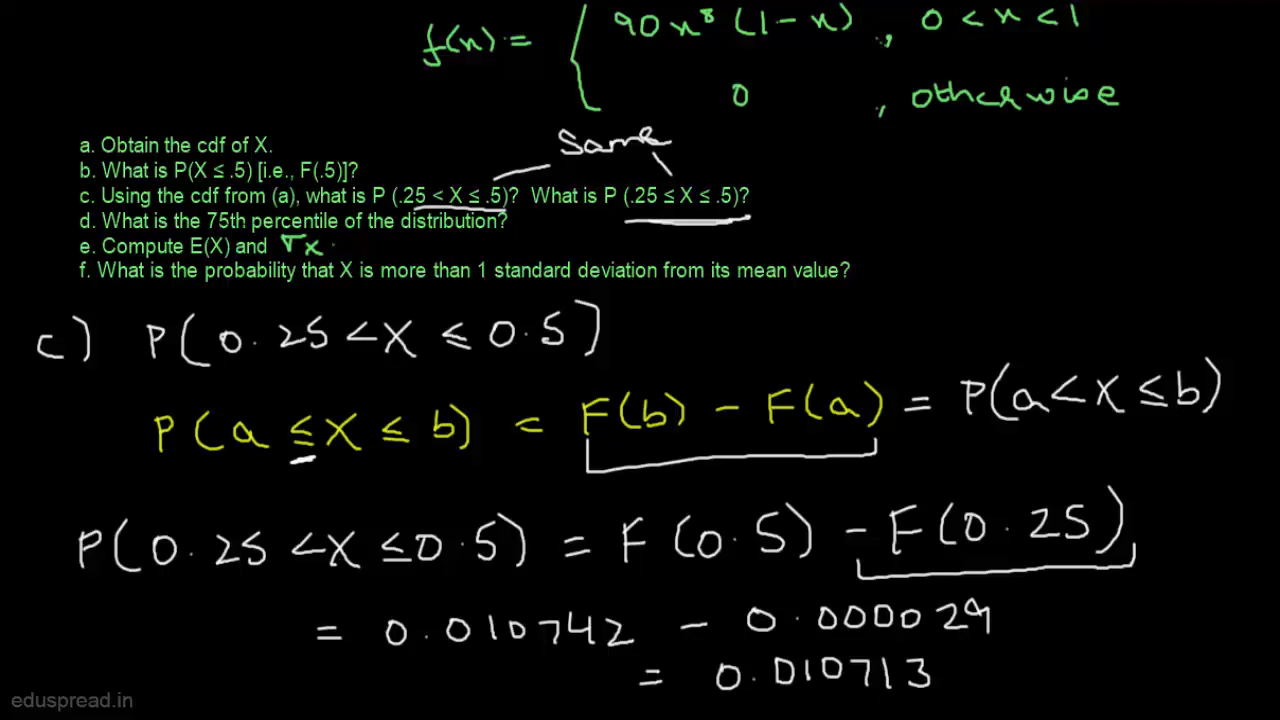 f(x) = { 90x⁸ (1 - x) , 0 < x < 1
0 , otherwise
Same
a. Obtain the cdf of X.
b. What is P(X ≤ .5) [i.e., F(.5)]?
c. Using the cdf from (a), what is P (.25 < X ≤ .5)? What is P (.25 ≤ X ≤ .5)?
d. What is the 75th percentile of the distribution?
e. Compute E(X) and σx
f. What is the probability that X is more than 1 standard deviation from its mean value?
c) P(0.25 < X ≤ 0.5)
P(a ≤ X ≤ b) = F(b) - F(a) = P(a < X ≤ b)
P(0.25 < X ≤ 0.5) = F(0.5) - F(0.25)
= 0.010742 - 0.000029
= 0.010713
eduspread.in